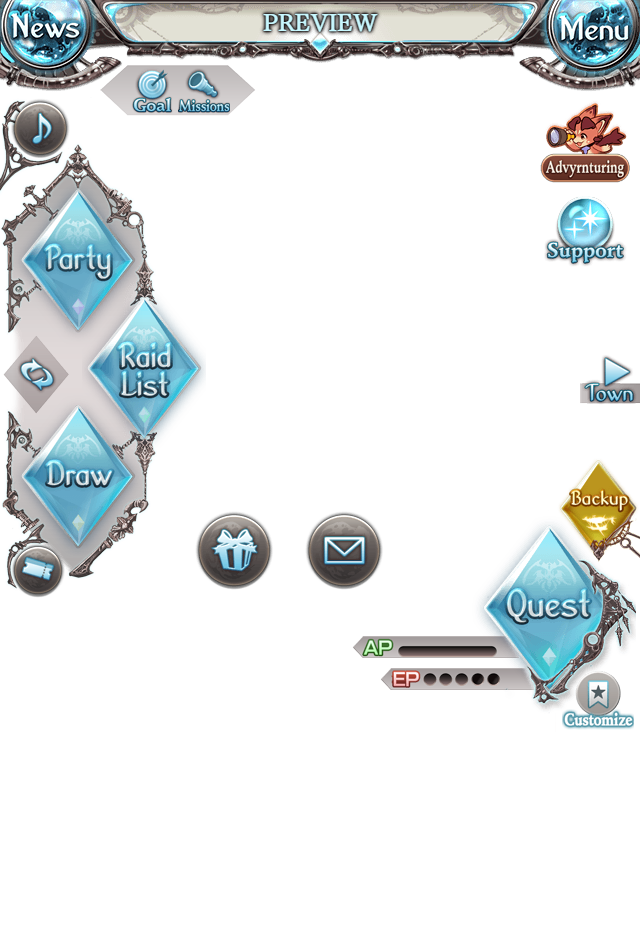 News
PREVIEW
Menu
Goal
Missions
Advyrnturing
Party
Support
Raid
List
Town
Draw
Backup
Quest
AP
EP
Customize